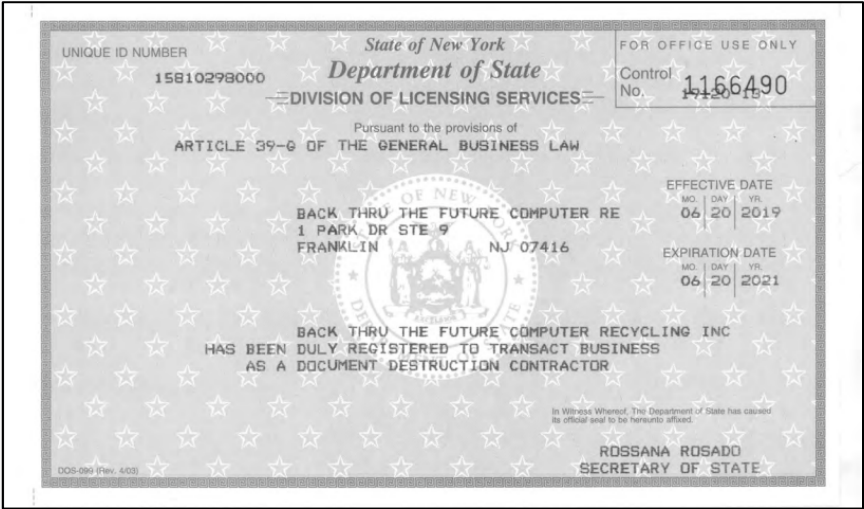 UNIQUE ID NUMBER
15810298000
State of New York
Department of State
DIVISION OF LICENSING SERVICES
FOR OFFICE USE ONLY
Control
No. 1166490
Pursuant to the provisions of
ARTICLE 39-G OF THE GENERAL BUSINESS LAW
EFFECTIVE DATE
MO. DAY YR.
06 20 2019
BACK THRU THE FUTURE COMPUTER RE
1 PARK DR STE 9
FRANKLIN NJ 07416
EXPIRATION DATE
MO. DAY YR.
06 20 2021
BACK THRU THE FUTURE COMPUTER RECYCLING INC
HAS BEEN DULY REGISTERED TO TRANSACT BUSINESS
AS A DOCUMENT DESTRUCTION CONTRACTOR
In Witness Whereof, The Department of State has caused
its official seal to be hereunto affixed.
ROSSANA ROSADO
SECRETARY OF STATE
DOS-099 (Rev. 4/03)